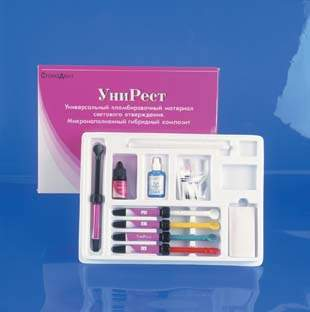 СтомаДент
УниРест
Универсальный пломбировочный материал
светового отверждения.
Микронаполненный гибридный композит